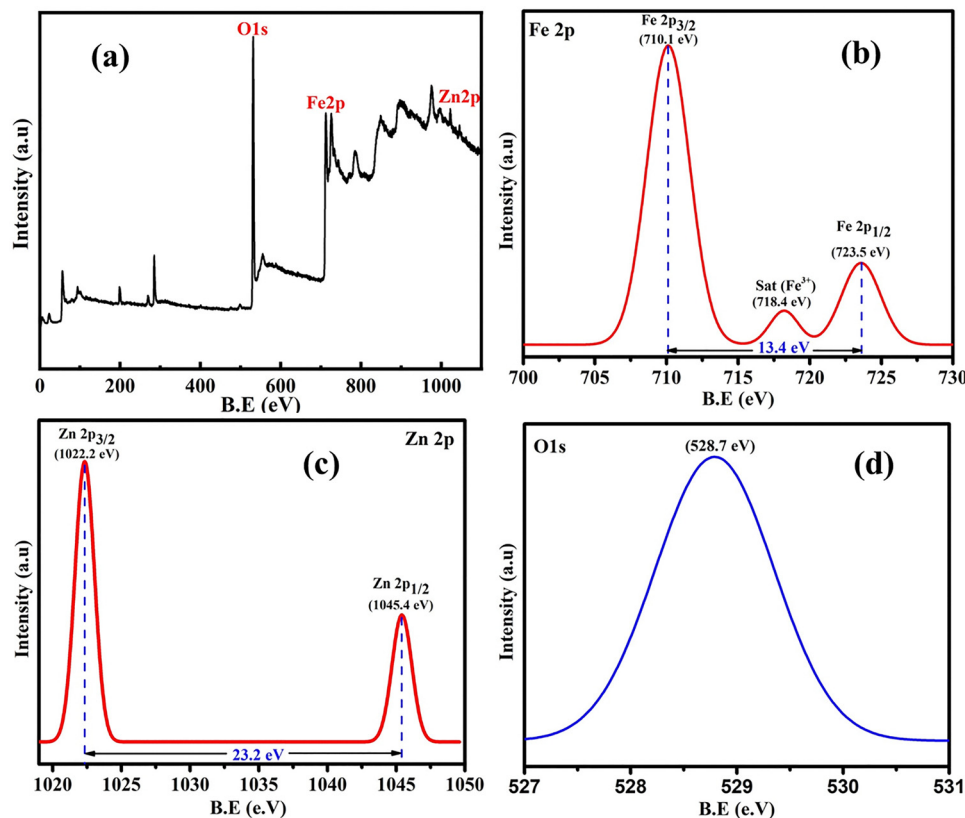 (a)
O1s
Fe2p
Zn2p
Intensity (a.u)
0 200 400 600 800 1000
B.E (eV)
Fe 2p
Fe 2p3/2
(710.1 eV)
(b)
Fe 2p1/2
(723.5 eV)
Sat (Fe3+)
(718.4 eV)
13.4 eV
Intensity (a.u)
700 705 710 715 720 725 730
B.E (eV)
Zn 2p3/2
(1022.2 eV)
Zn 2p
(c)
Zn 2p1/2
(1045.4 eV)
23.2 eV
Intensity (a.u)
1020 1025 1030 1035 1040 1045 1050
B.E (e.V)
O1s
(528.7 eV)
(d)
Intensity (a.u)
527 528 529 530 531
B.E (e.V)